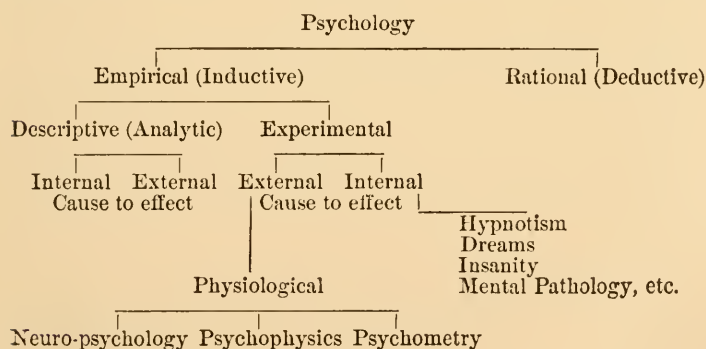 Psychology
Empirical (Inductive) Rational (Deductive)
Descriptive (Analytic) Experimental
Internal External External Internal
Cause to effect Cause to effect
Hypnotism
Dreams
Insanity
Mental Pathology, etc.
Physiological
Neuro-psychology Psychophysics Psychometry